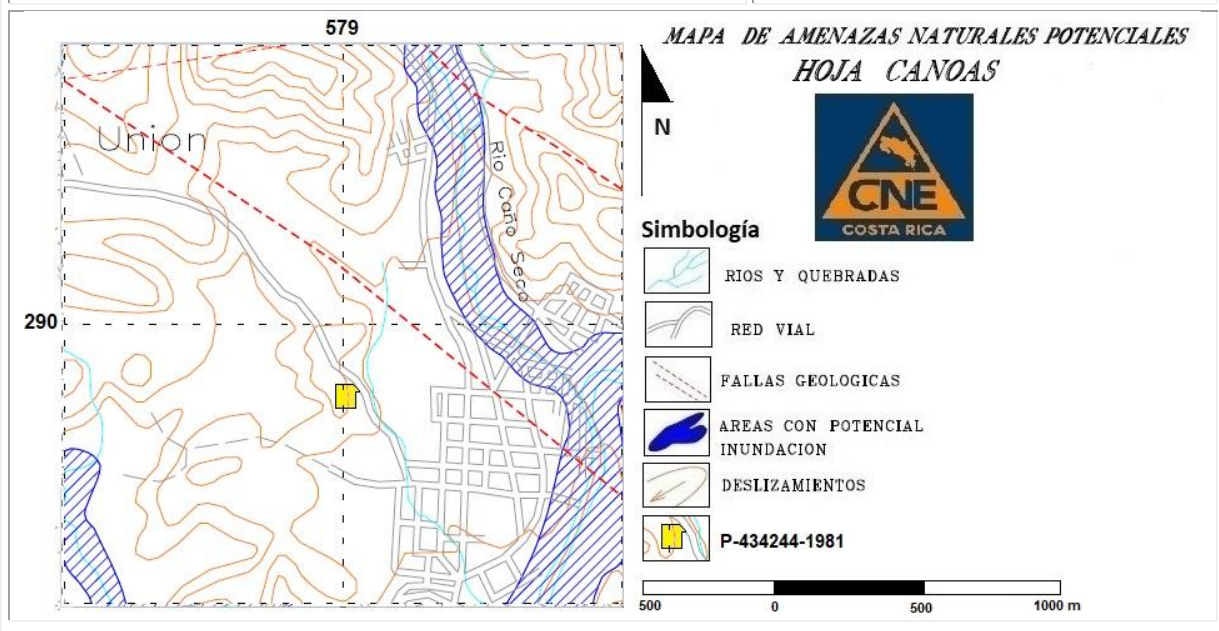 579
290
Union
Rio Caño Seco
MAPA DE AMENAZAS NATURALES POTENCIALES
HOJA CANOAS
N
CNE
COSTA RICA
Simbología
RIOS Y QUEBRADAS
RED VIAL
FALLAS GEOLOGICAS
AREAS CON POTENCIAL
INUNDACION
DESLIZAMIENTOS
P-434244-1981
500 0 500 1000 m